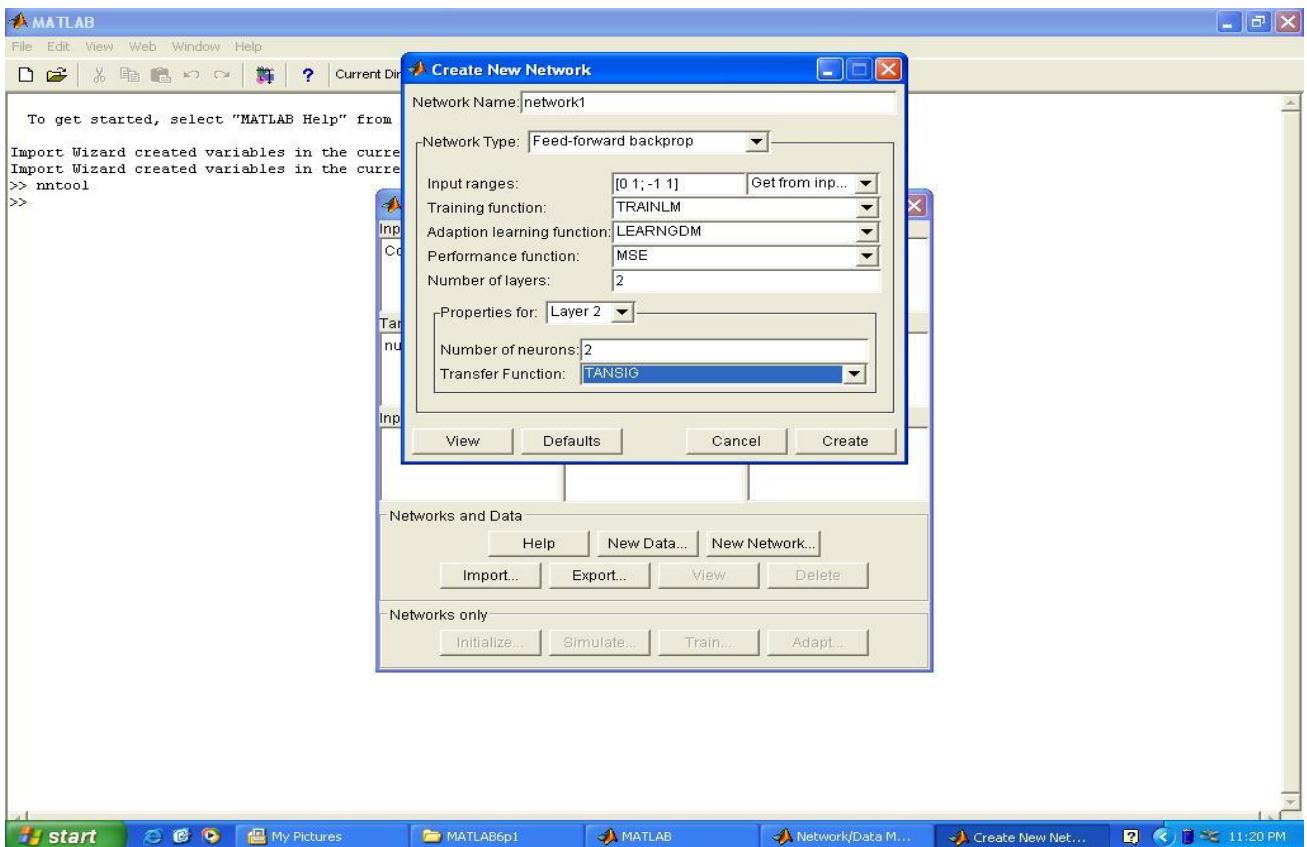 MATLAB
File Edit View Web Window Help
? Current Dir
To get started, select "MATLAB Help" from
Import Wizard created variables in the curre
Import Wizard created variables in the curre
>> nntool
>>
Create New Network
Network Name: network1
Network Type: Feed-forward backprop
Input ranges: [0 1; -1 1] Get from inp...
Training function: TRAINLM
Adaption learning function: LEARNGDM
Performance function: MSE
Number of layers: 2
Properties for: Layer 2
Number of neurons: 2
Transfer Function: TANSIG
View Defaults Cancel Create
Inp
Co
Tar
nu
Inp
Networks and Data
Help New Data... New Network...
Import... Export... View Delete
Networks only
Initialize... Simulate... Train... Adapt...
start My Pictures MATLAB6p1 MATLAB Network/Data M... Create New Net... ? 11:20 PM